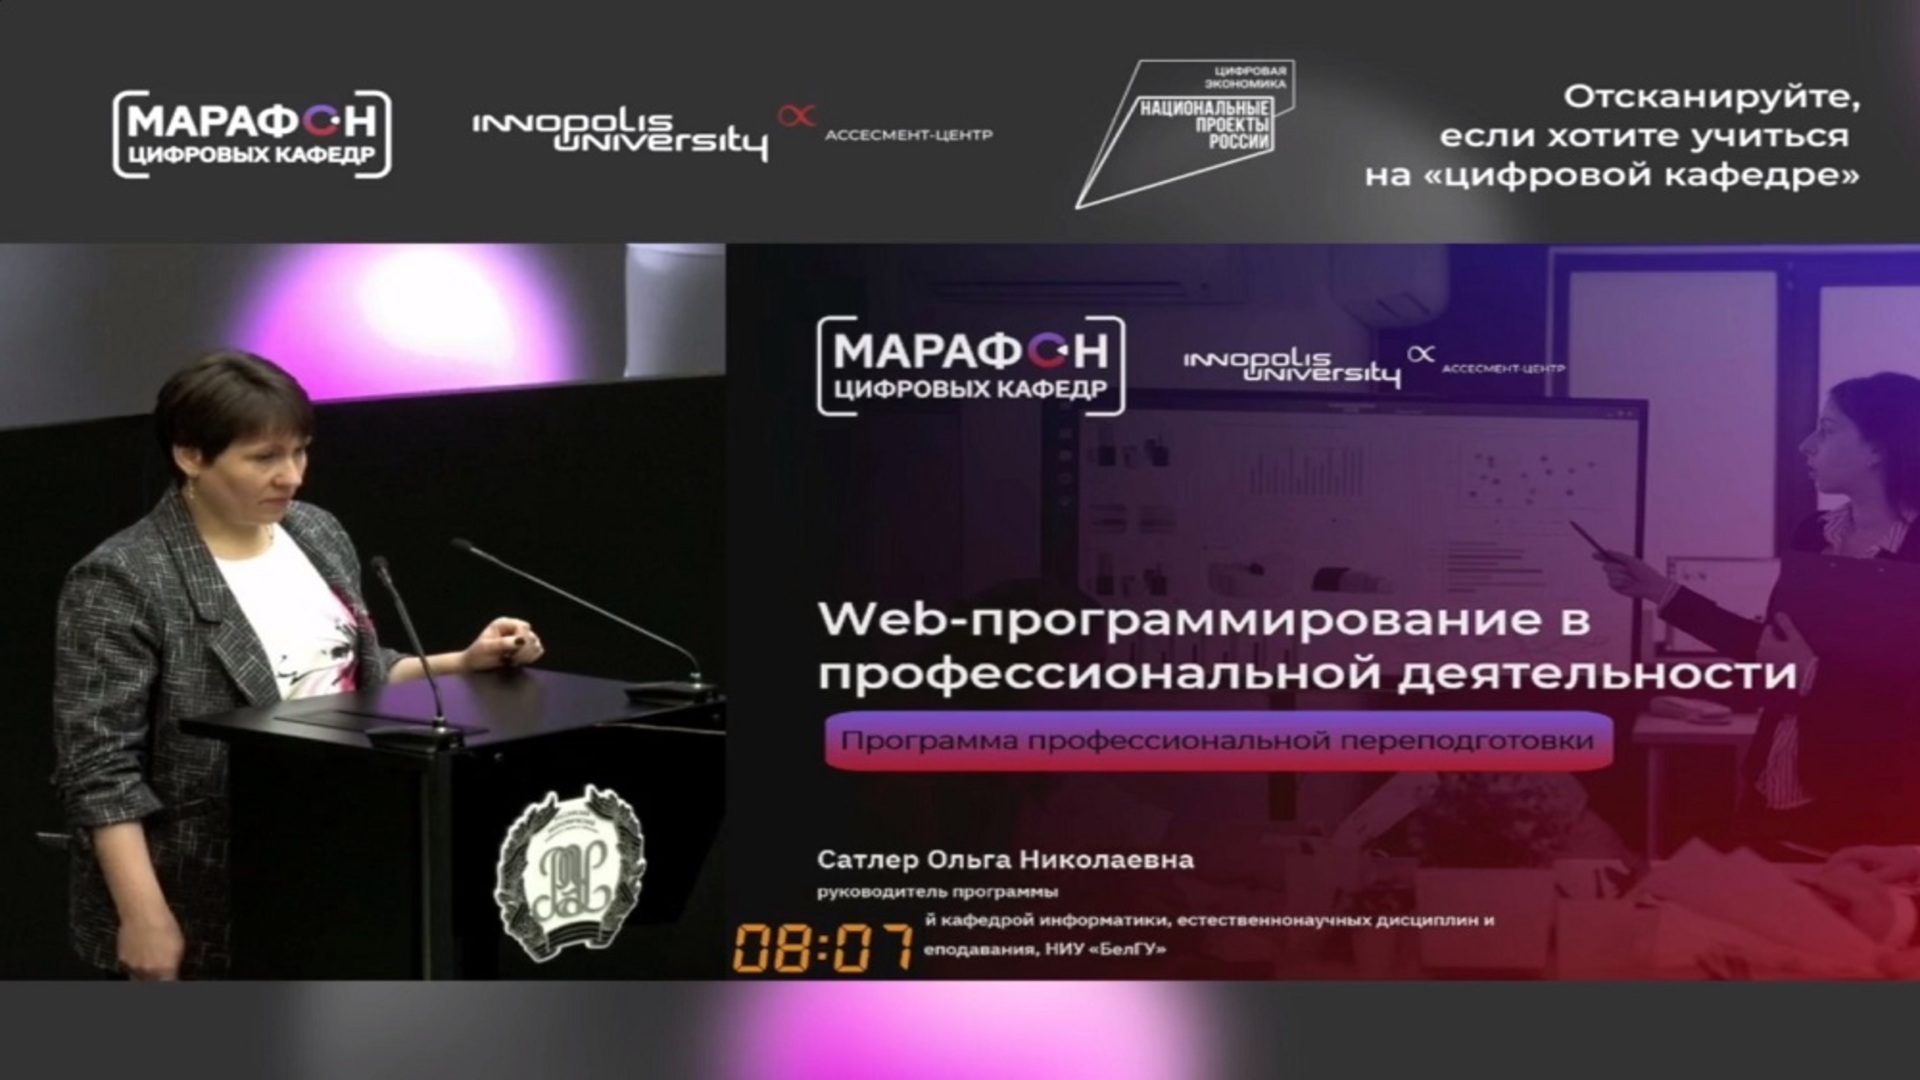 МАРАФОН
ЦИФРОВЫХ КАФЕДР
INNOPOLIS
UNIVERSITY
АССЕСМЕНТ-ЦЕНТР
ЦИФРОВАЯ
ЭКОНОМИКА
НАЦИОНАЛЬНЫЕ
ПРОЕКТЫ
РОССИИ
Отсканируйте,
если хотите учиться
на «цифровой кафедре»
МАРАФОН
ЦИФРОВЫХ КАФЕДР
INNOPOLIS
UNIVERSITY
АССЕСМЕНТ-ЦЕНТР
Web-программирование в
профессиональной деятельности
Программа профессиональной переподготовки
Сатлер Ольга Николаевна
руководитель программы
й кафедрой информатики, естественнонаучных дисциплин и
еподавания, НИУ «БелГУ»
08:07